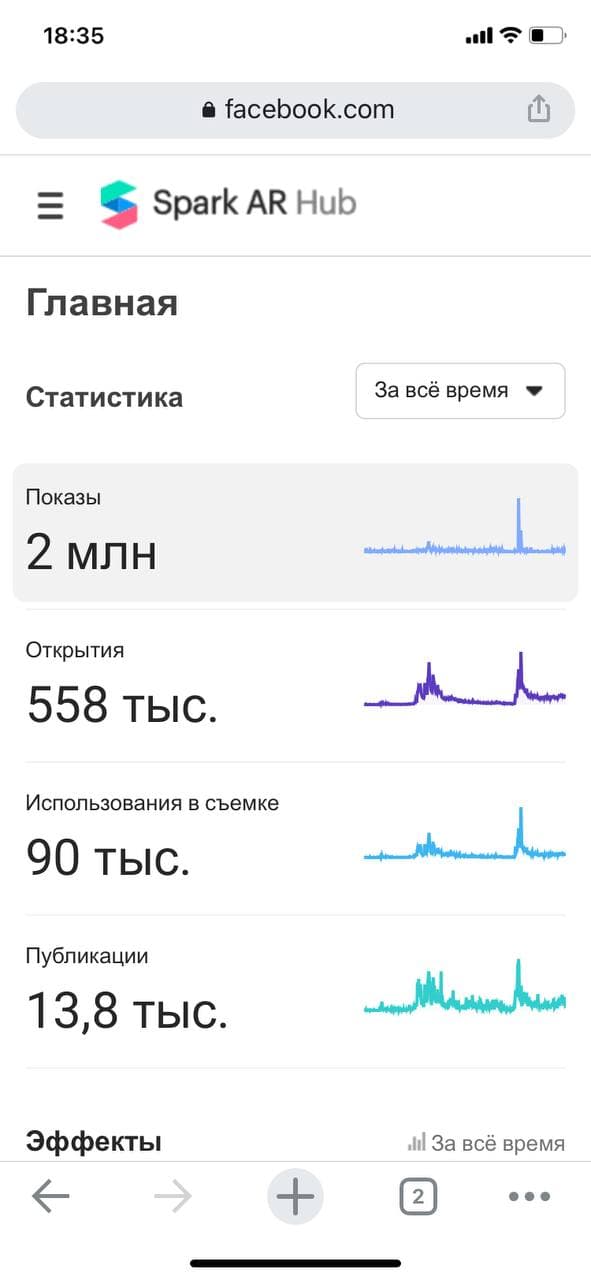 18:35
facebook.com
Spark AR Hub
Главная
Статистика
За всё время
Показы
2 млн
Открытия
558 тыс.
Использования в съемке
90 тыс.
Публикации
13,8 тыс.
Эффекты
За всё время
2